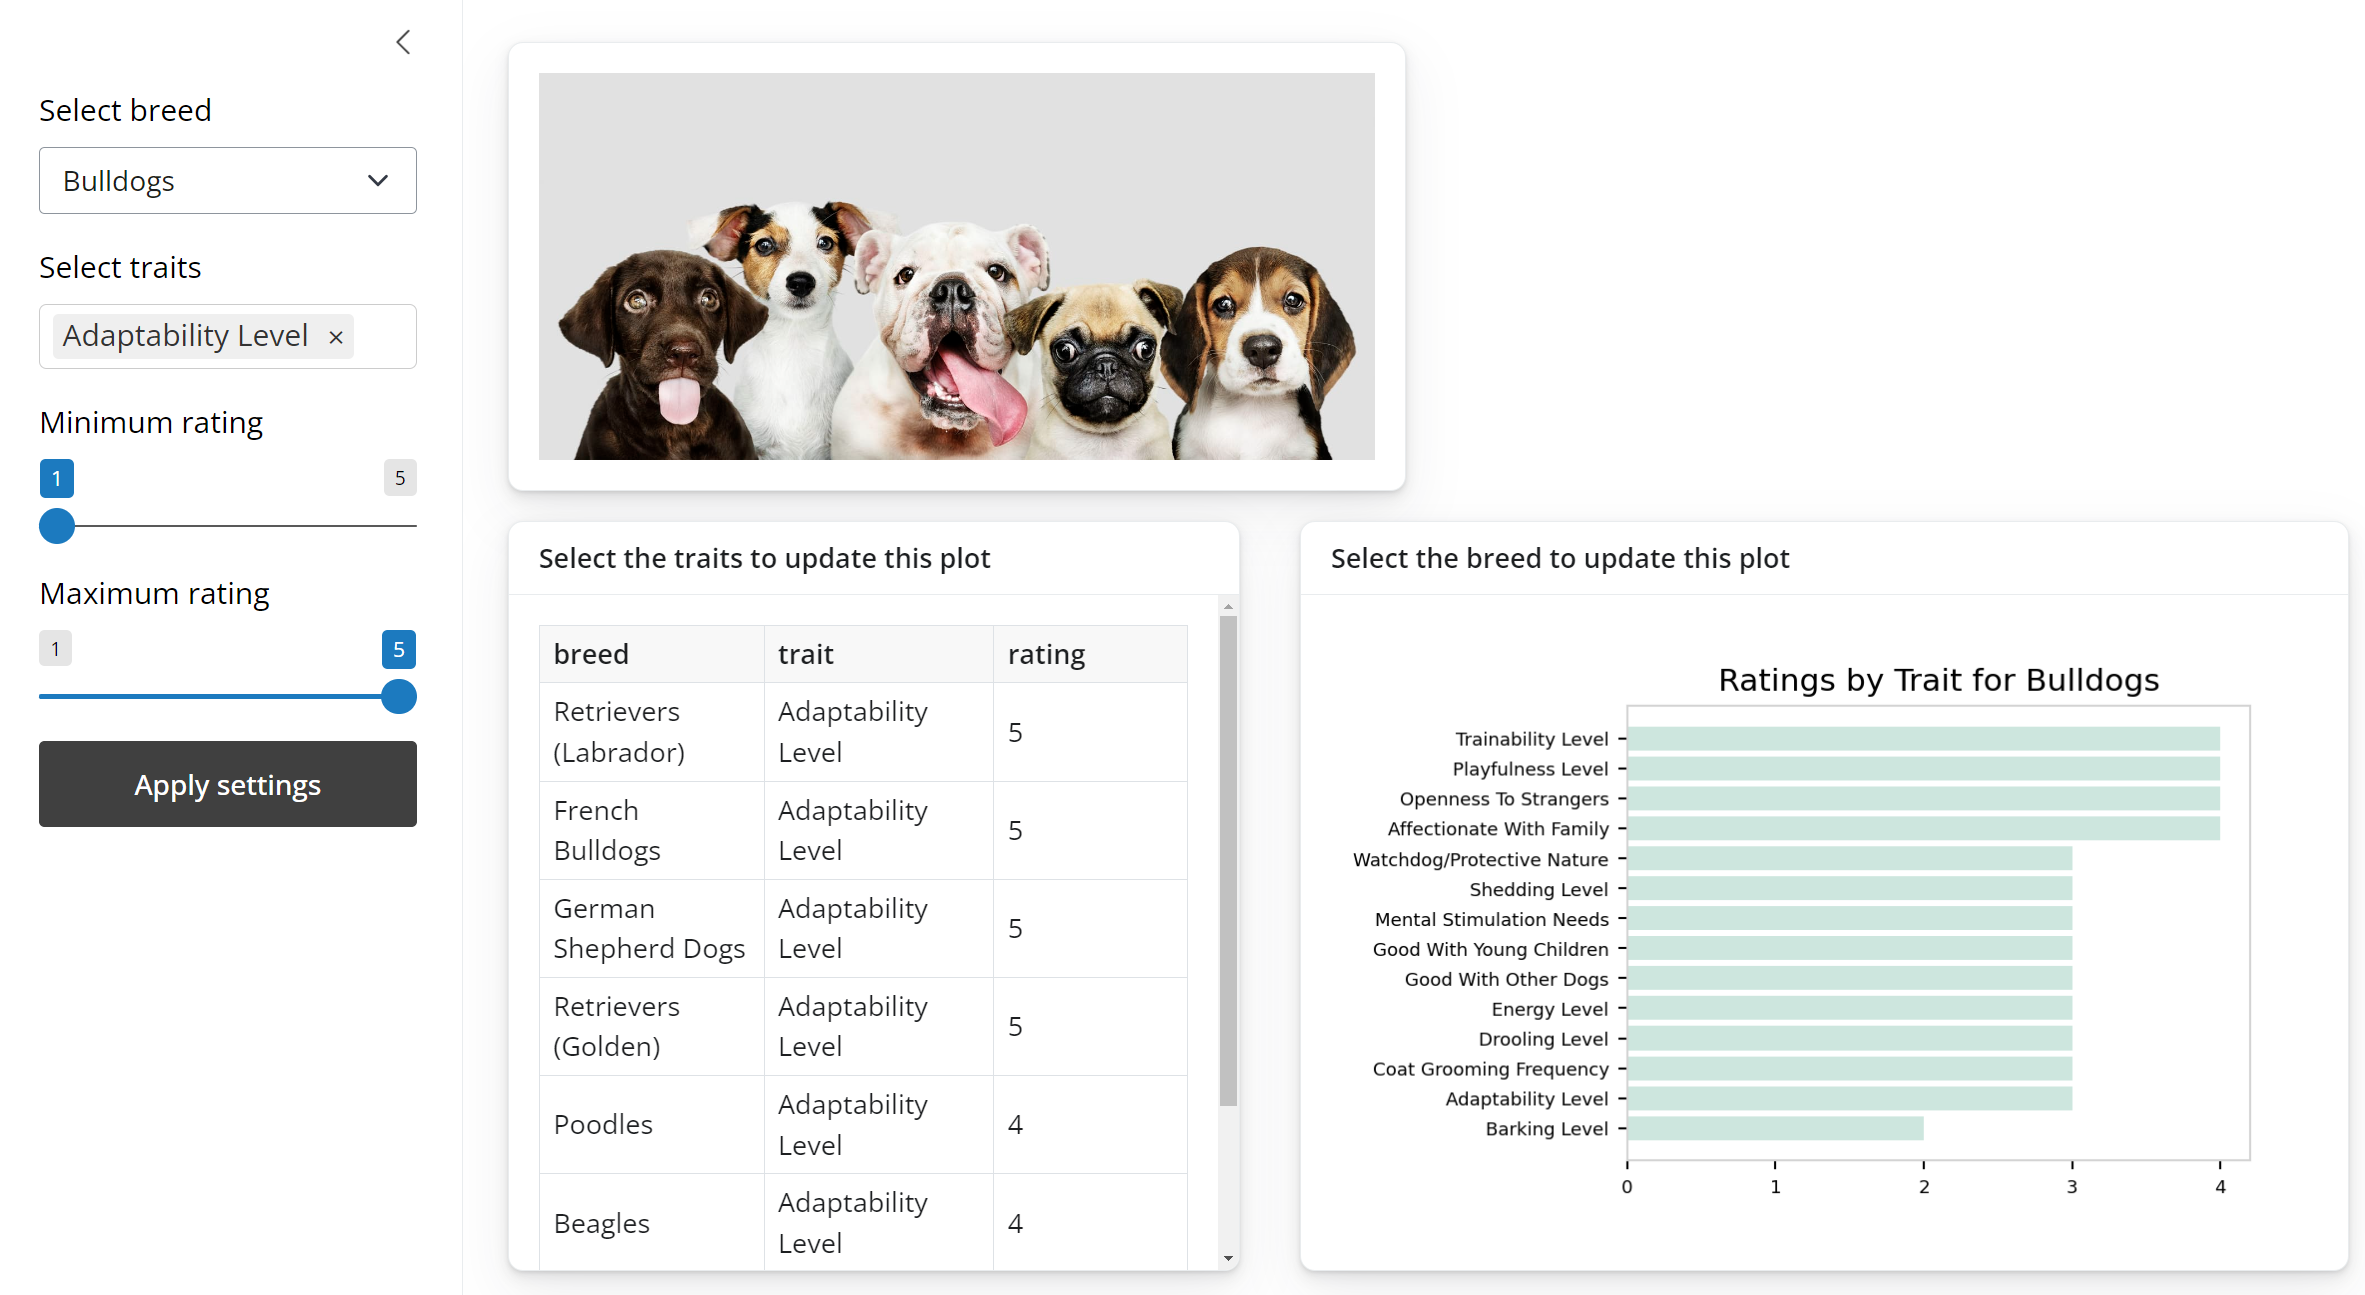 Select breed
Bulldogs
Select traits
Adaptability Level ×
Minimum rating
1 5
Maximum rating
1 5
Apply settings
Select the traits to update this plot
breed trait rating
Retrievers (Labrador) Adaptability Level 5
French Bulldogs Adaptability Level 5
German Shepherd Dogs Adaptability Level 5
Retrievers (Golden) Adaptability Level 5
Poodles Adaptability Level 4
Beagles Adaptability Level 4
Select the breed to update this plot
Ratings by Trait for Bulldogs
Trainability Level
Playfulness Level
Openness To Strangers
Affectionate With Family
Watchdog/Protective Nature
Shedding Level
Mental Stimulation Needs
Good With Young Children
Good With Other Dogs
Energy Level
Drooling Level
Coat Grooming Frequency
Adaptability Level
Barking Level
0 1 2 3 4